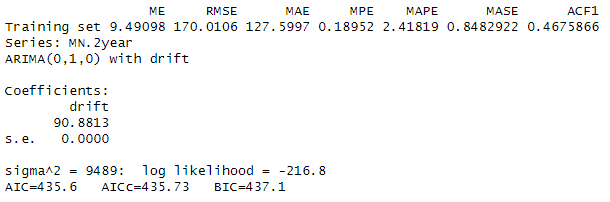 ME RMSE MAE MPE MAPE MASE ACF1
Training set 9.49098 170.0106 127.5997 0.18952 2.41819 0.8482922 0.4675866
Series: MN.2year
ARIMA(0,1,0) with drift
Coefficients:
drift
90.8813
s.e. 0.0000
sigma^2 = 9489: log likelihood = -216.8
AIC=435.6 AICc=435.73 BIC=437.1